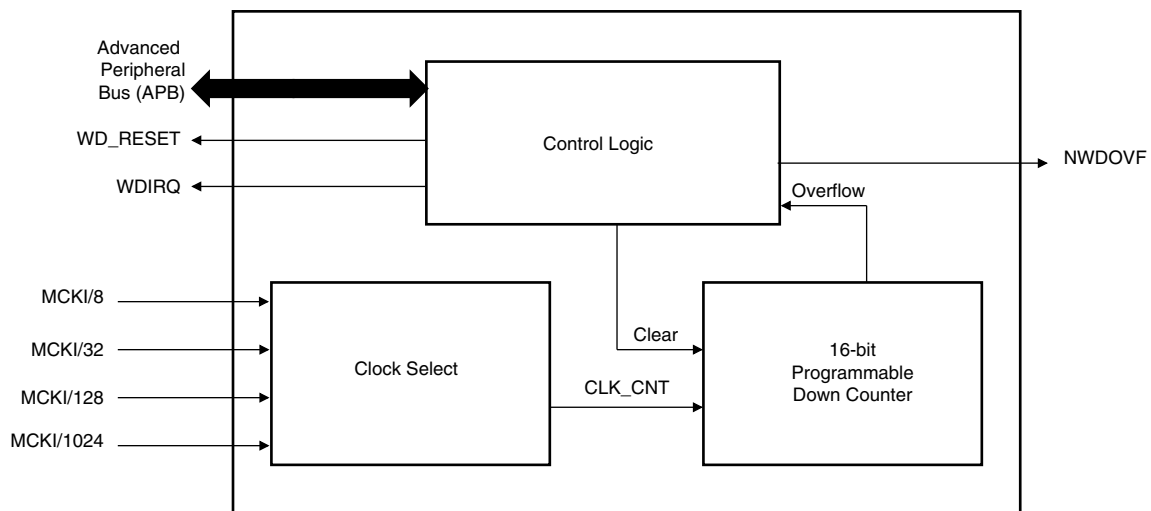 Advanced
Peripheral
Bus (APB)
WD_RESET
WDIRQ
Control Logic
NWDOVF
Overflow
MCKI/8
MCKI/32
MCKI/128
MCKI/1024
Clock Select
Clear
CLK_CNT
16-bit
Programmable
Down Counter